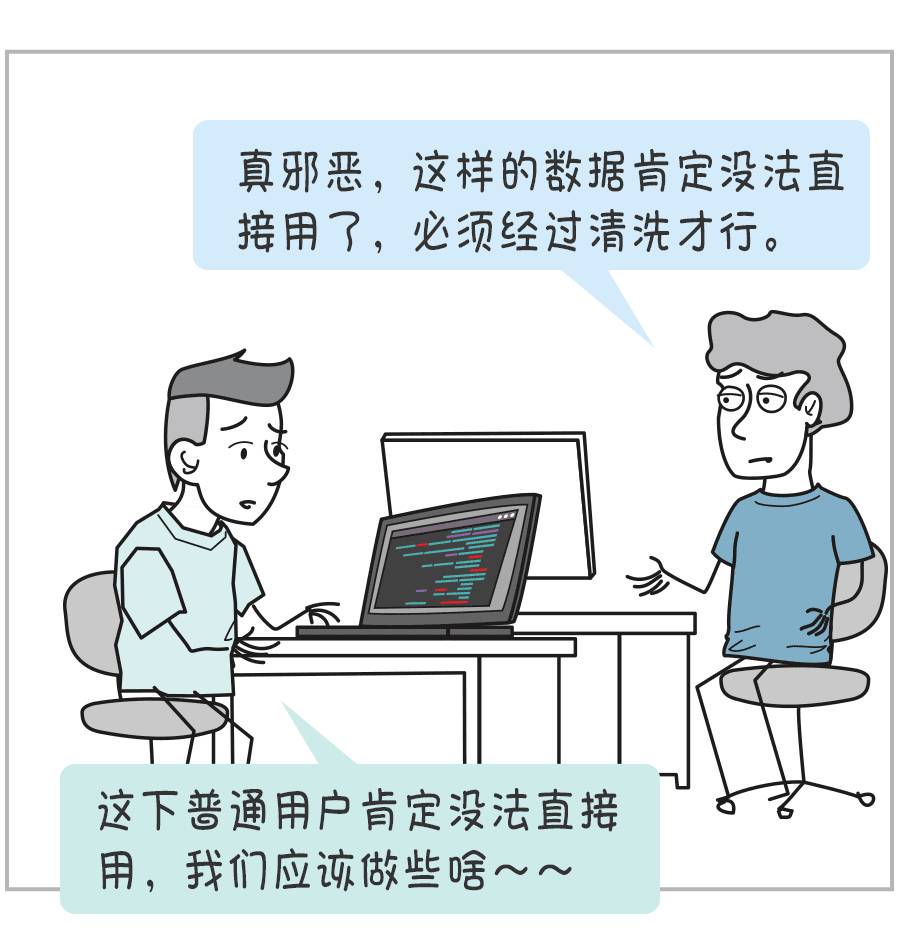 真邪恶，这样的数据肯定没法直
接用了，必须经过清洗才行。
这下普通用户肯定没法直接
用，我们应该做些啥～～